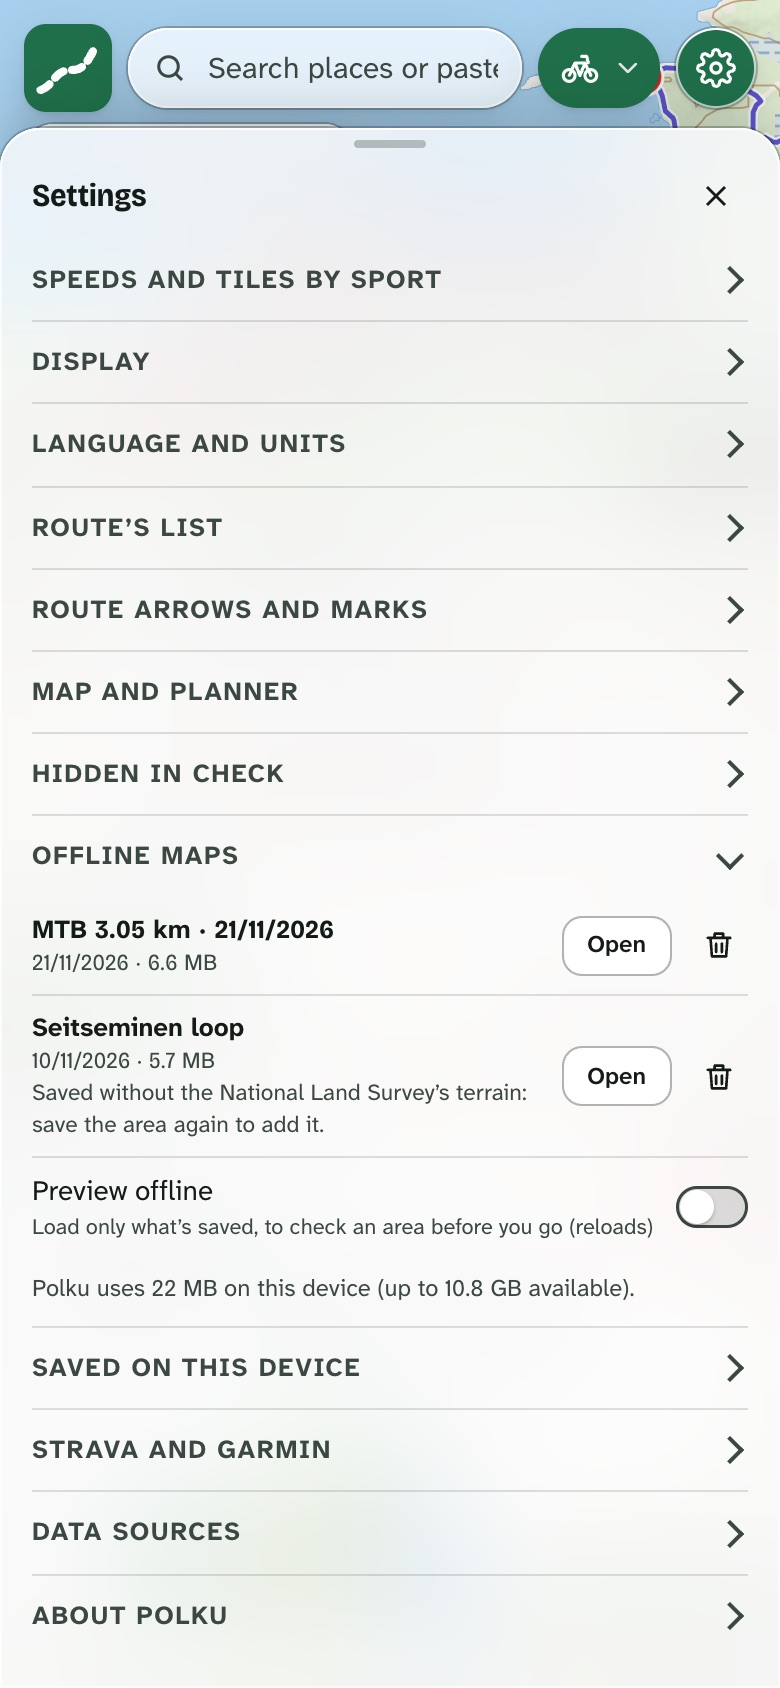 Search places or paste
Settings
SPEEDS AND TILES BY SPORT
DISPLAY
LANGUAGE AND UNITS
ROUTE’S LIST
ROUTE ARROWS AND MARKS
MAP AND PLANNER
HIDDEN IN CHECK
OFFLINE MAPS
MTB 3.05 km · 21/11/2026
21/11/2026 · 6.6 MB
Open
Seitseminen loop
10/11/2026 · 5.7 MB
Saved without the National Land Survey’s terrain:
save the area again to add it.
Open
Preview offline
Load only what’s saved, to check an area before you go (reloads)
Polku uses 22 MB on this device (up to 10.8 GB available).
SAVED ON THIS DEVICE
STRAVA AND GARMIN
DATA SOURCES
ABOUT POLKU